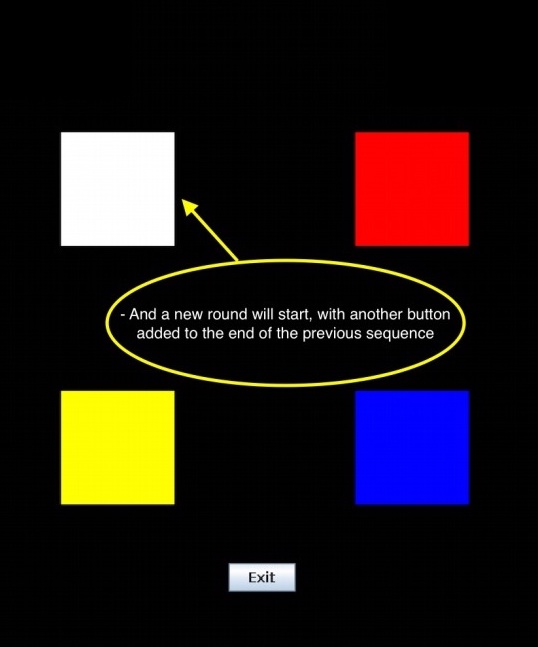 - And a new round will start, with another button
added to the end of the previous sequence
Exit